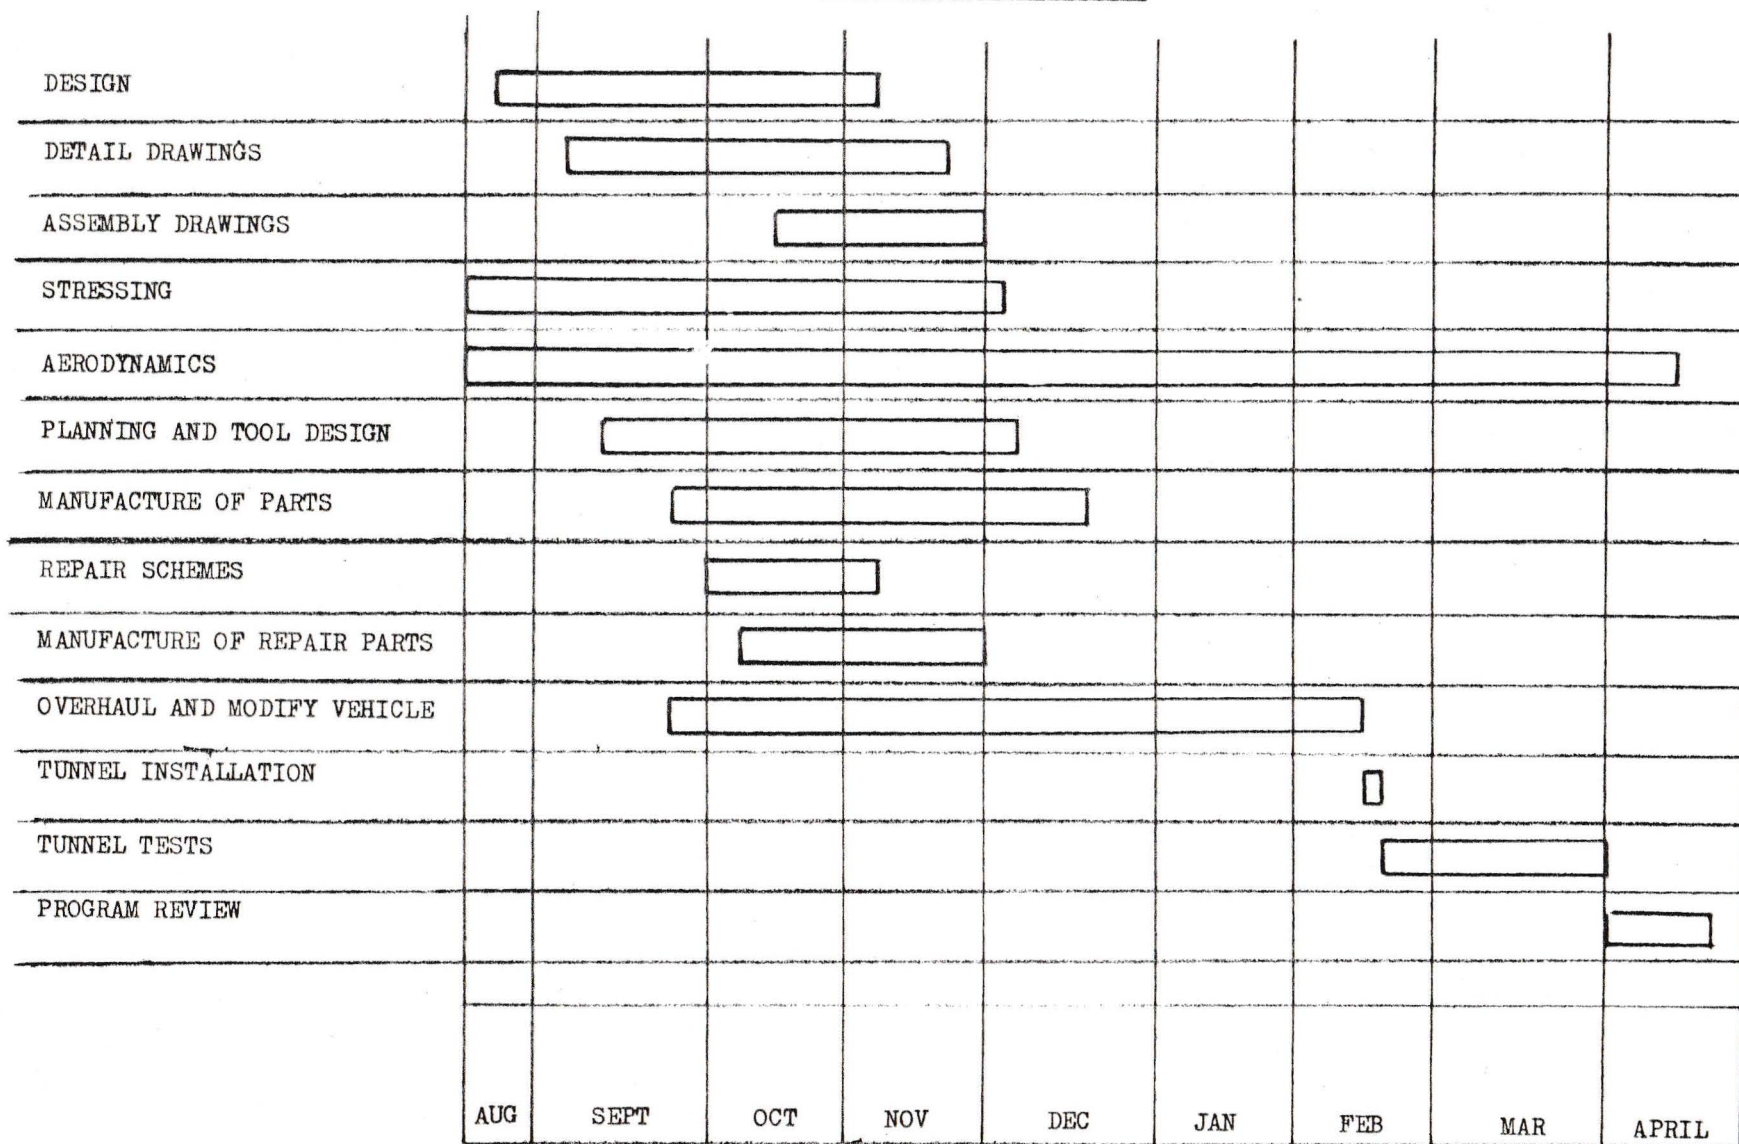 DESIGN
DETAIL DRAWINGS
ASSEMBLY DRAWINGS
STRESSING
AERODYNAMICS
PLANNING AND TOOL DESIGN
MANUFACTURE OF PARTS
REPAIR SCHEMES
MANUFACTURE OF REPAIR PARTS
OVERHAUL AND MODIFY VEHICLE
TUNNEL INSTALLATION
TUNNEL TESTS
PROGRAM REVIEW
AUG SEPT OCT NOV DEC JAN FEB MAR APRIL